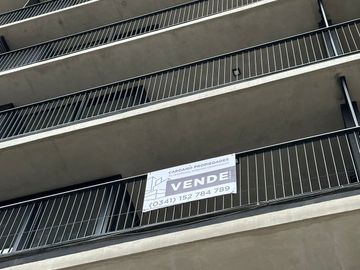 CARDANO PROPIEDADES
VENDE
(0341) 152 784 789